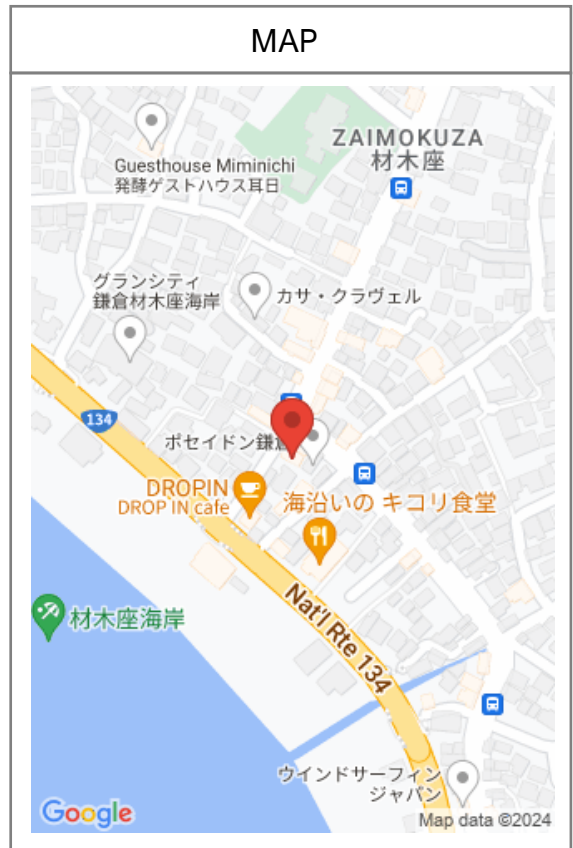 MAP
ZAIMOKUZA
材木座
Guesthouse Miminichi
発酵ゲストハウス耳日
グランシティ
鎌倉材木座海岸
カサ・クラヴェル
134
ポセイドン鎌倉
DROPIN
DROP IN cafe
海沿いの キコリ食堂
材木座海岸
Nat'l Rte 134
ウインドサーフィン
ジャパン
Google
Map data ©2024